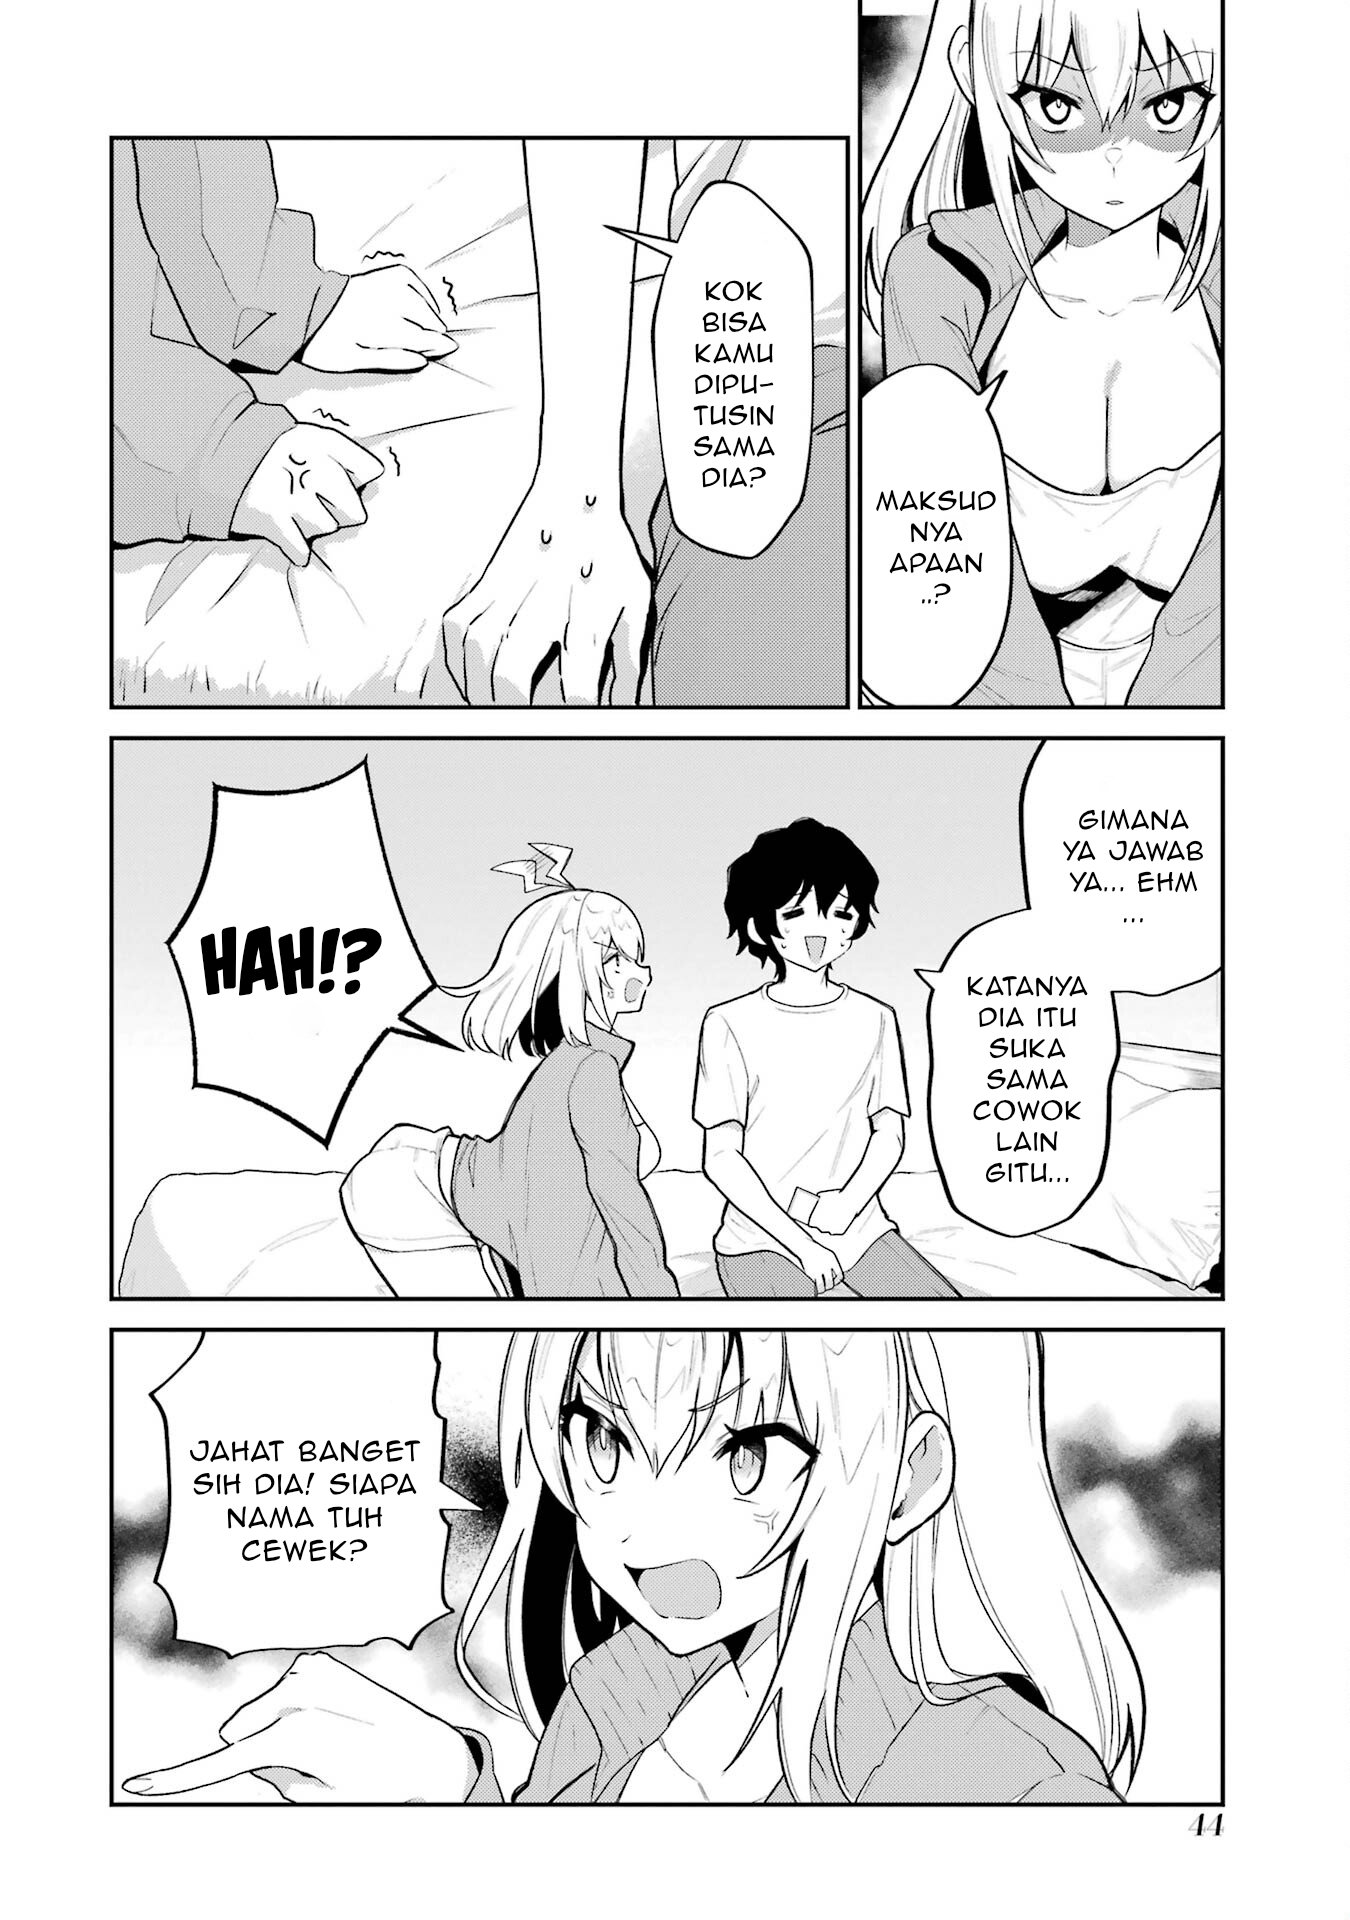 MAKSUD
NYA
APAAN
..?
KOK
BISA
KAMU
DIPU-
TUSIN
SAMA
DIA?
GIMANA
YA JAWAB
YA... EHM
...
KATANYA
DIA ITU
SUKA
SAMA
COWOK
LAIN
GITU...
HAH!?
JAHAT BANGET
SIH DIA! SIAPA
NAMA TUH
CEWEK?
44